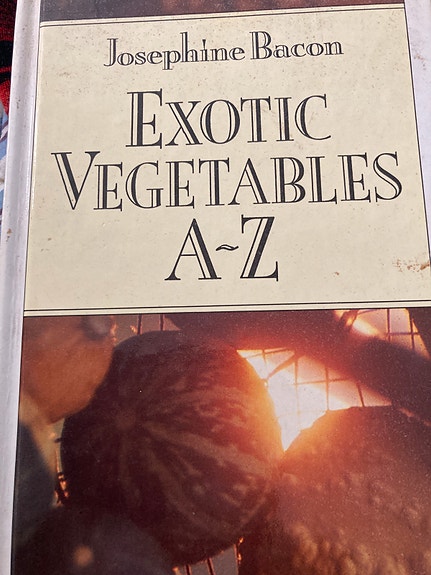 Josephine Bacon
EXOTIC
VEGETABLES
A~Z